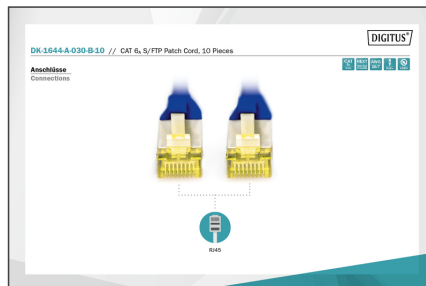 DIGITUS®
DK-1644-A-030-B-10 // CAT 6A S/FTP Patch Cord, 10 Pieces
Anschlüsse
Connections
RJ45